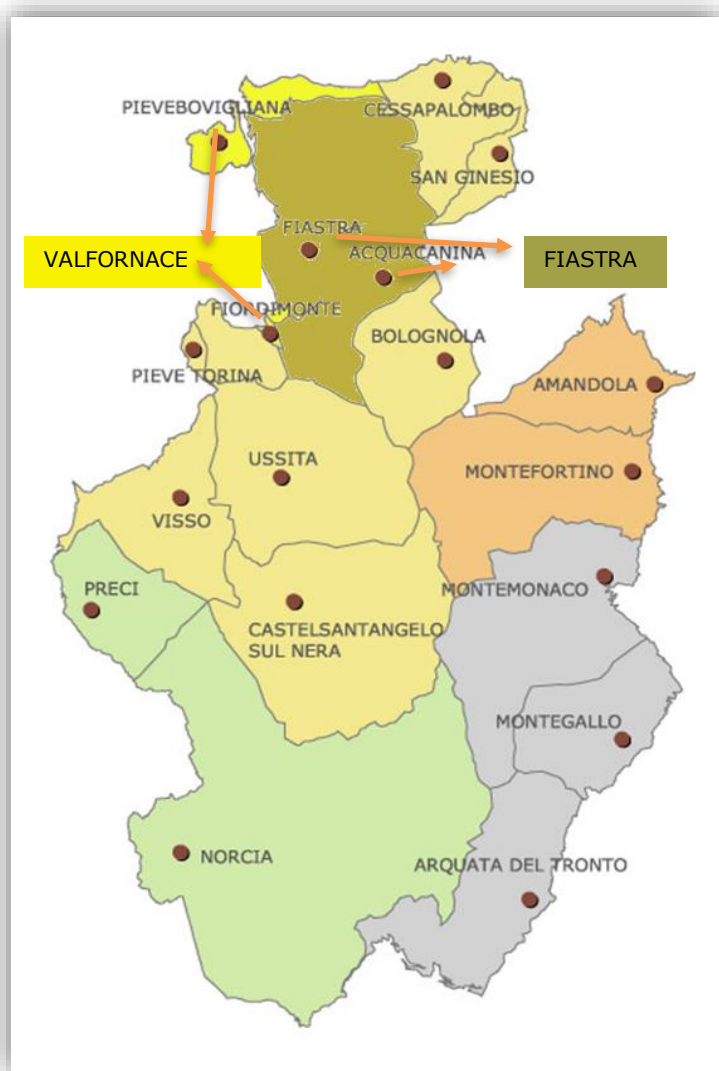 PIEVEBOVIGLIANA
CESSAPALOMBO
SAN GINESIO
FIASTRA
ACQUACANINA
VALFORNACE
FIASTRA
FIORDIMONTE
BOLOGNOLA
PIEVE TORINA
AMANDOLA
USSITA
MONTEFORTINO
VISSO
PRECI
MONTEMONACO
CASTELSANTANGELO
SUL NERA
MONTEGALLO
NORCIA
ARQUATA DEL TRONTO